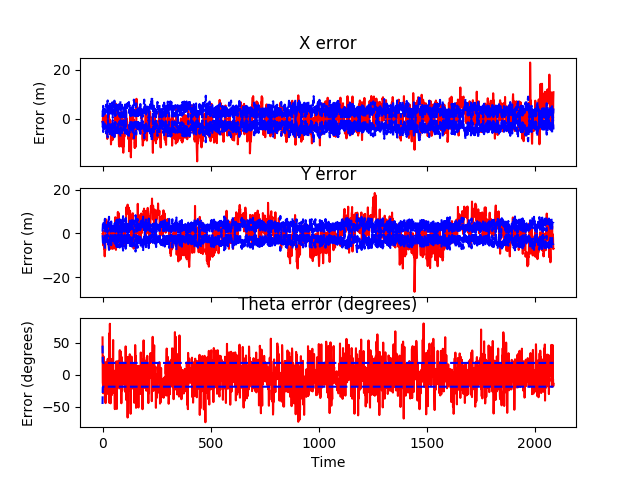 X error
20
0
Error (m)
Y error
20
0
−20
Error (m)
Theta error (degrees)
50
0
−50
Error (degrees)
0 500 1000 1500 2000
Time